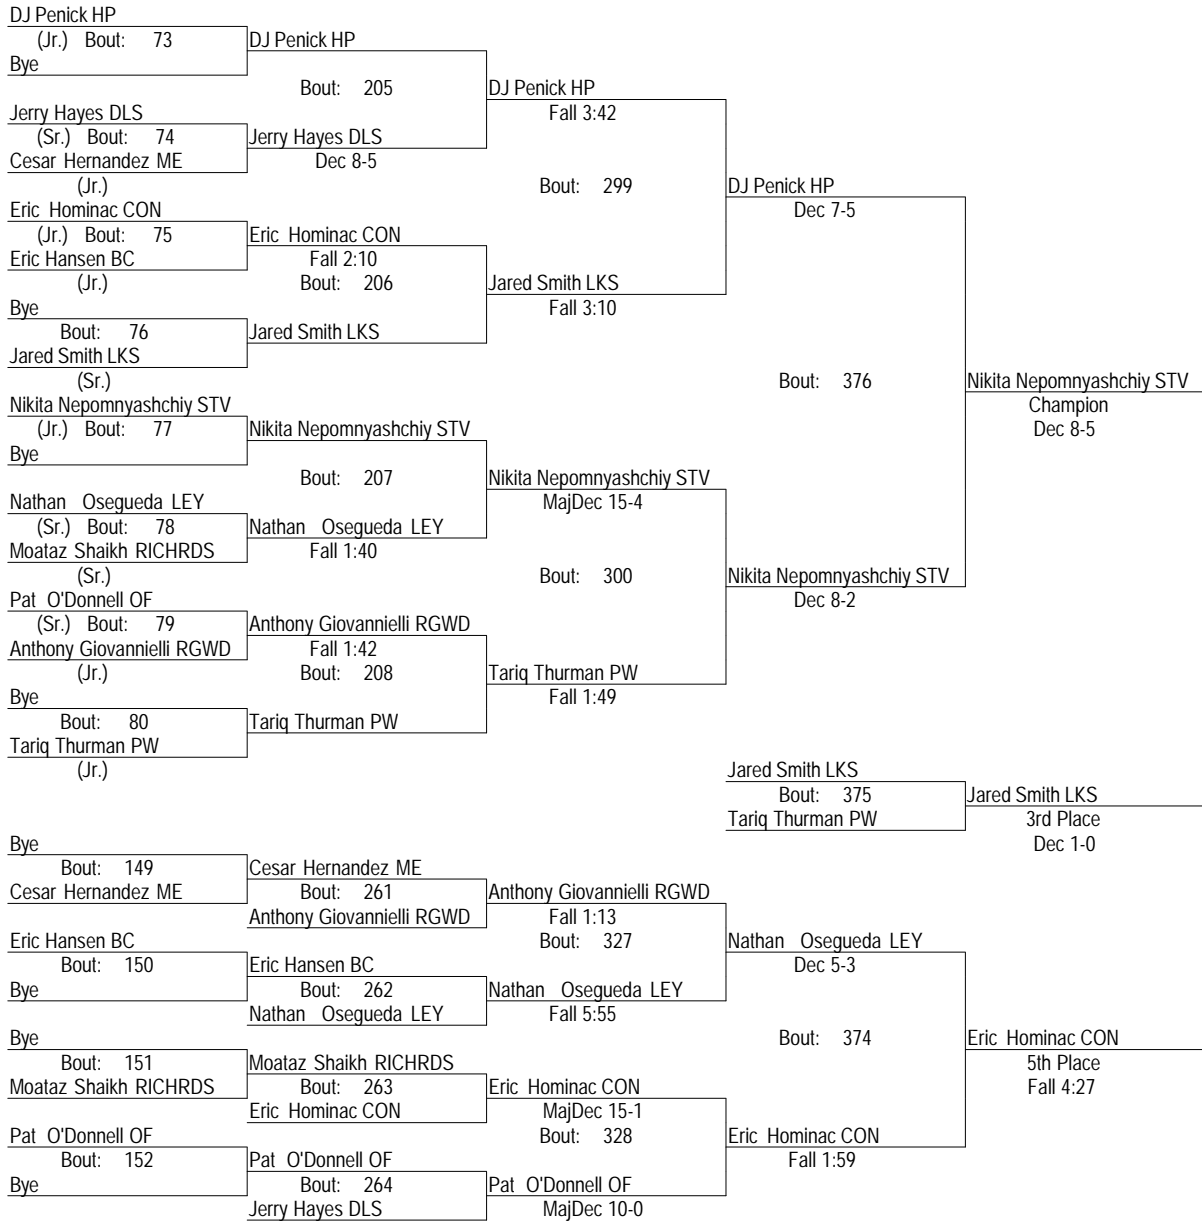 DJ Penick HP
(Jr.) Bout: 73
DJ Penick HP
Bye
Bout: 205
DJ Penick HP
Fall 3:42
Jerry Hayes DLS
(Sr.) Bout: 74
Jerry Hayes DLS
Dec 8-5
Cesar Hernandez ME
(Jr.)
Bout: 299
DJ Penick HP
Dec 7-5
Eric Hominac CON
(Jr.) Bout: 75
Eric Hominac CON
Fall 2:10
Eric Hansen BC
(Jr.)
Bout: 206
Jared Smith LKS
Fall 3:10
Bye
Bout: 76
Jared Smith LKS
Jared Smith LKS
(Sr.)
Bout: 376
Nikita Nepomnyashchiy STV
Champion
Dec 8-5
Nikita Nepomnyashchiy STV
(Jr.) Bout: 77
Nikita Nepomnyashchiy STV
Bye
Bout: 207
Nikita Nepomnyashchiy STV
MajDec 15-4
Nathan Osegueda LEY
(Sr.) Bout: 78
Nathan Osegueda LEY
Fall 1:40
Moataz Shaikh RICHRDS
(Sr.)
Bout: 300
Nikita Nepomnyashchiy STV
Dec 8-2
Pat O'Donnell OF
(Sr.) Bout: 79
Anthony Giovannielli RGWD
Fall 1:42
Anthony Giovannielli RGWD
(Jr.)
Bout: 208
Tariq Thurman PW
Fall 1:49
Bye
Bout: 80
Tariq Thurman PW
Tariq Thurman PW
(Jr.)
Jared Smith LKS
Bout: 375
Jared Smith LKS
Tariq Thurman PW
3rd Place
Dec 1-0
Bye
Bout: 149
Cesar Hernandez ME
Cesar Hernandez ME
Bout: 261
Anthony Giovannielli RGWD
Anthony Giovannielli RGWD
Fall 1:13
Eric Hansen BC
Bout: 327
Nathan Osegueda LEY
Dec 5-3
Bout: 150
Eric Hansen BC
Bye
Bout: 262
Nathan Osegueda LEY
Nathan Osegueda LEY
Fall 5:55
Bye
Bout: 374
Eric Hominac CON
5th Place
Fall 4:27
Bout: 151
Moataz Shaikh RICHRDS
Moataz Shaikh RICHRDS
Bout: 263
Eric Hominac CON
Eric Hominac CON
MajDec 15-1
Pat O'Donnell OF
Bout: 328
Eric Hominac CON
Fall 1:59
Bout: 152
Pat O'Donnell OF
Bye
Bout: 264
Pat O'Donnell OF
Jerry Hayes DLS
MajDec 10-0